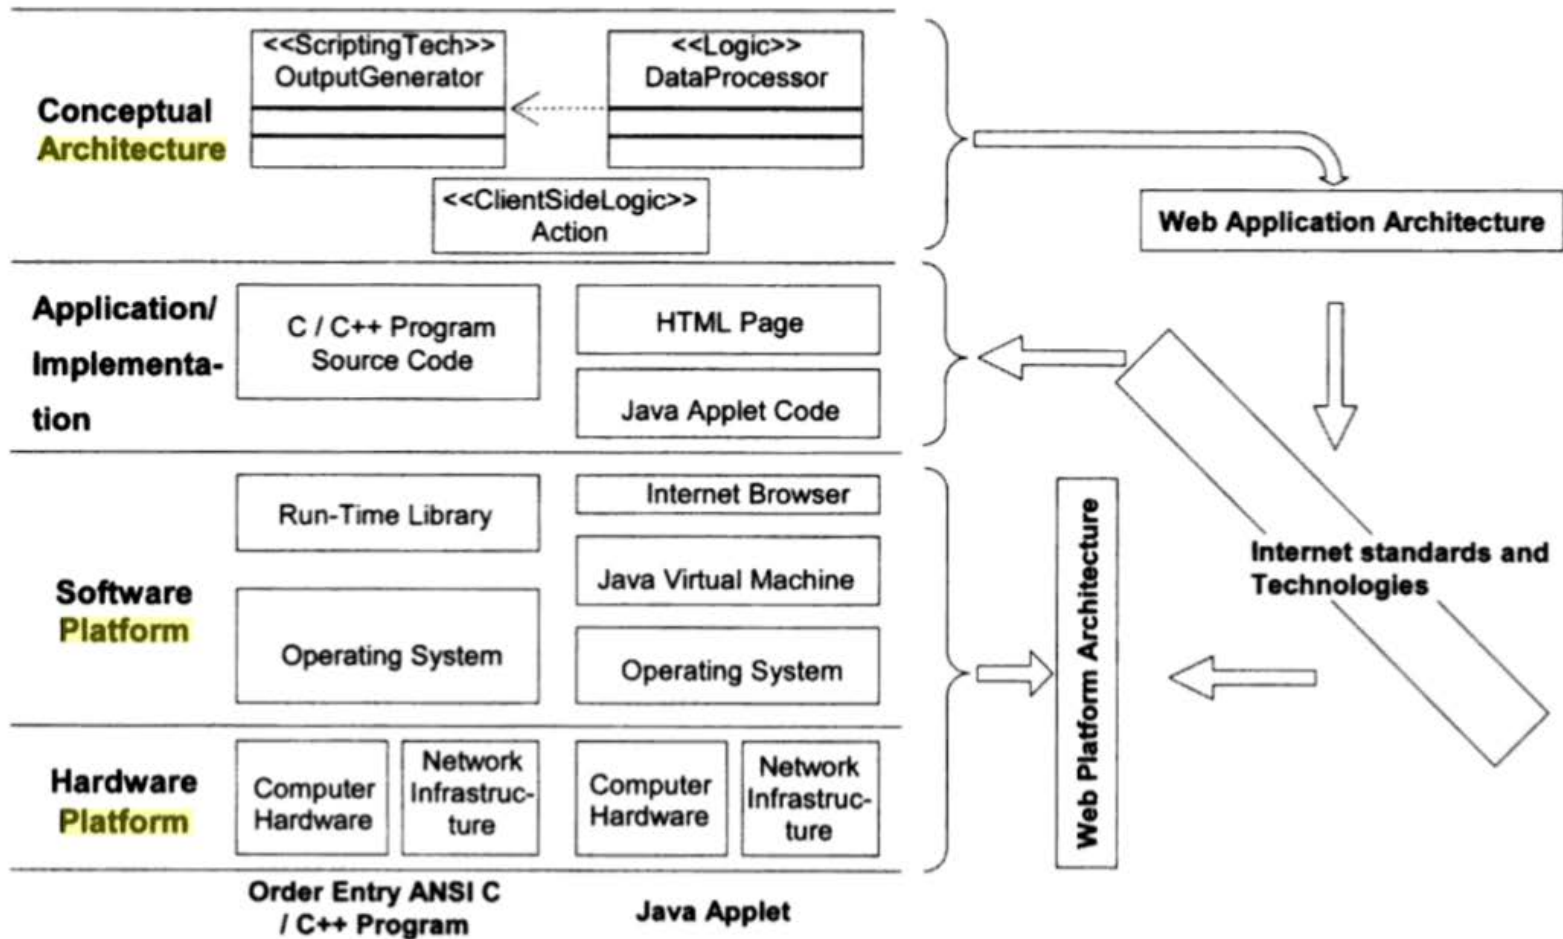 <<ScriptingTech>>
OutputGenerator
<<Logic>>
DataProcessor
Conceptual
Architecture
<<ClientSideLogic>>
Action
Web Application Architecture
Application/
Implementa-
tion
C / C++ Program
Source Code
HTML Page
Java Applet Code
Software
Platform
Run-Time Library
Operating System
Internet Browser
Java Virtual Machine
Operating System
Web Platform Architecture
Internet standards and
Technologies
Hardware
Platform
Computer
Hardware
Network
Infrastruc-
ture
Computer
Hardware
Network
Infrastruc-
ture
Order Entry ANSI C
/ C++ Program
Java Applet